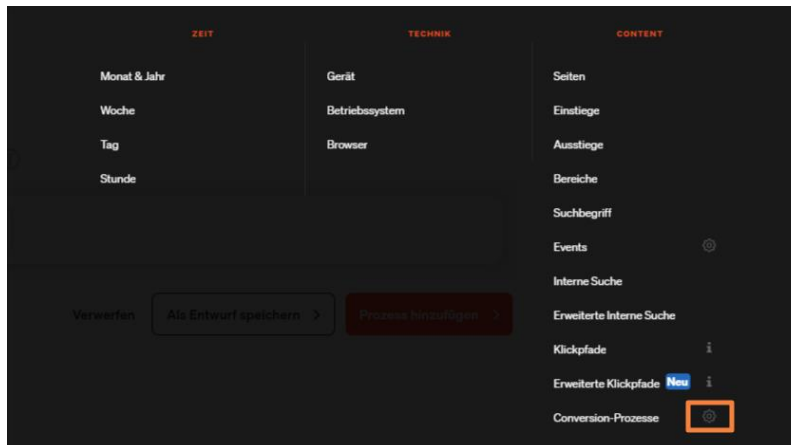 ZEIT
Monat & Jahr
Woche
Tag
Stunde
TECHNIK
Gerät
Betriebssystem
Browser
CONTENT
Seiten
Einstiege
Ausstiege
Bereiche
Suchbegriff
Events
Interne Suche
Erweiterte Interne Suche
Klickpfade
Erweiterte Klickpfade Neu
Conversion-Prozesse
Verwerfen
Als Entwurf speichern
Prozess hinzufügen